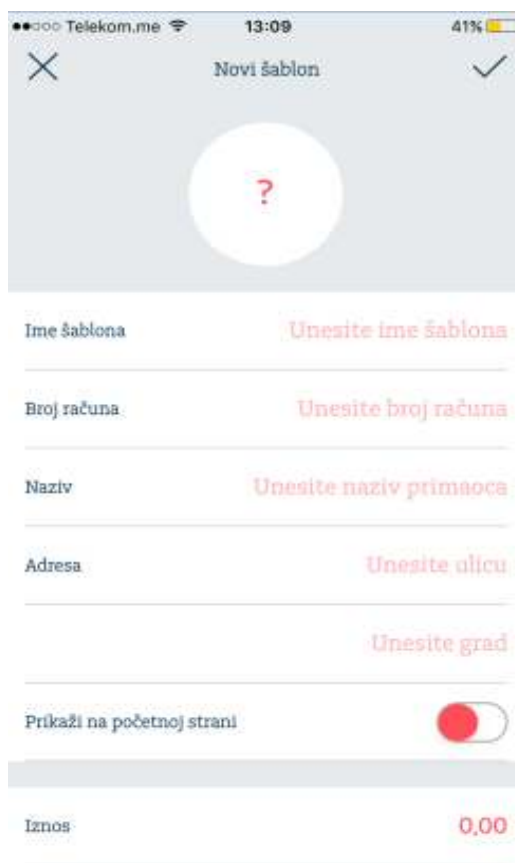 Telekom.me 13:09 41%
Novi šablon
?
Ime šablona Unesite ime šablona
Broj računa Unesite broj računa
Naziv Unesite naziv primaoca
Adresa Unesite ulicu
Unesite grad
Prikaži na početnoj strani
Iznos 0,00